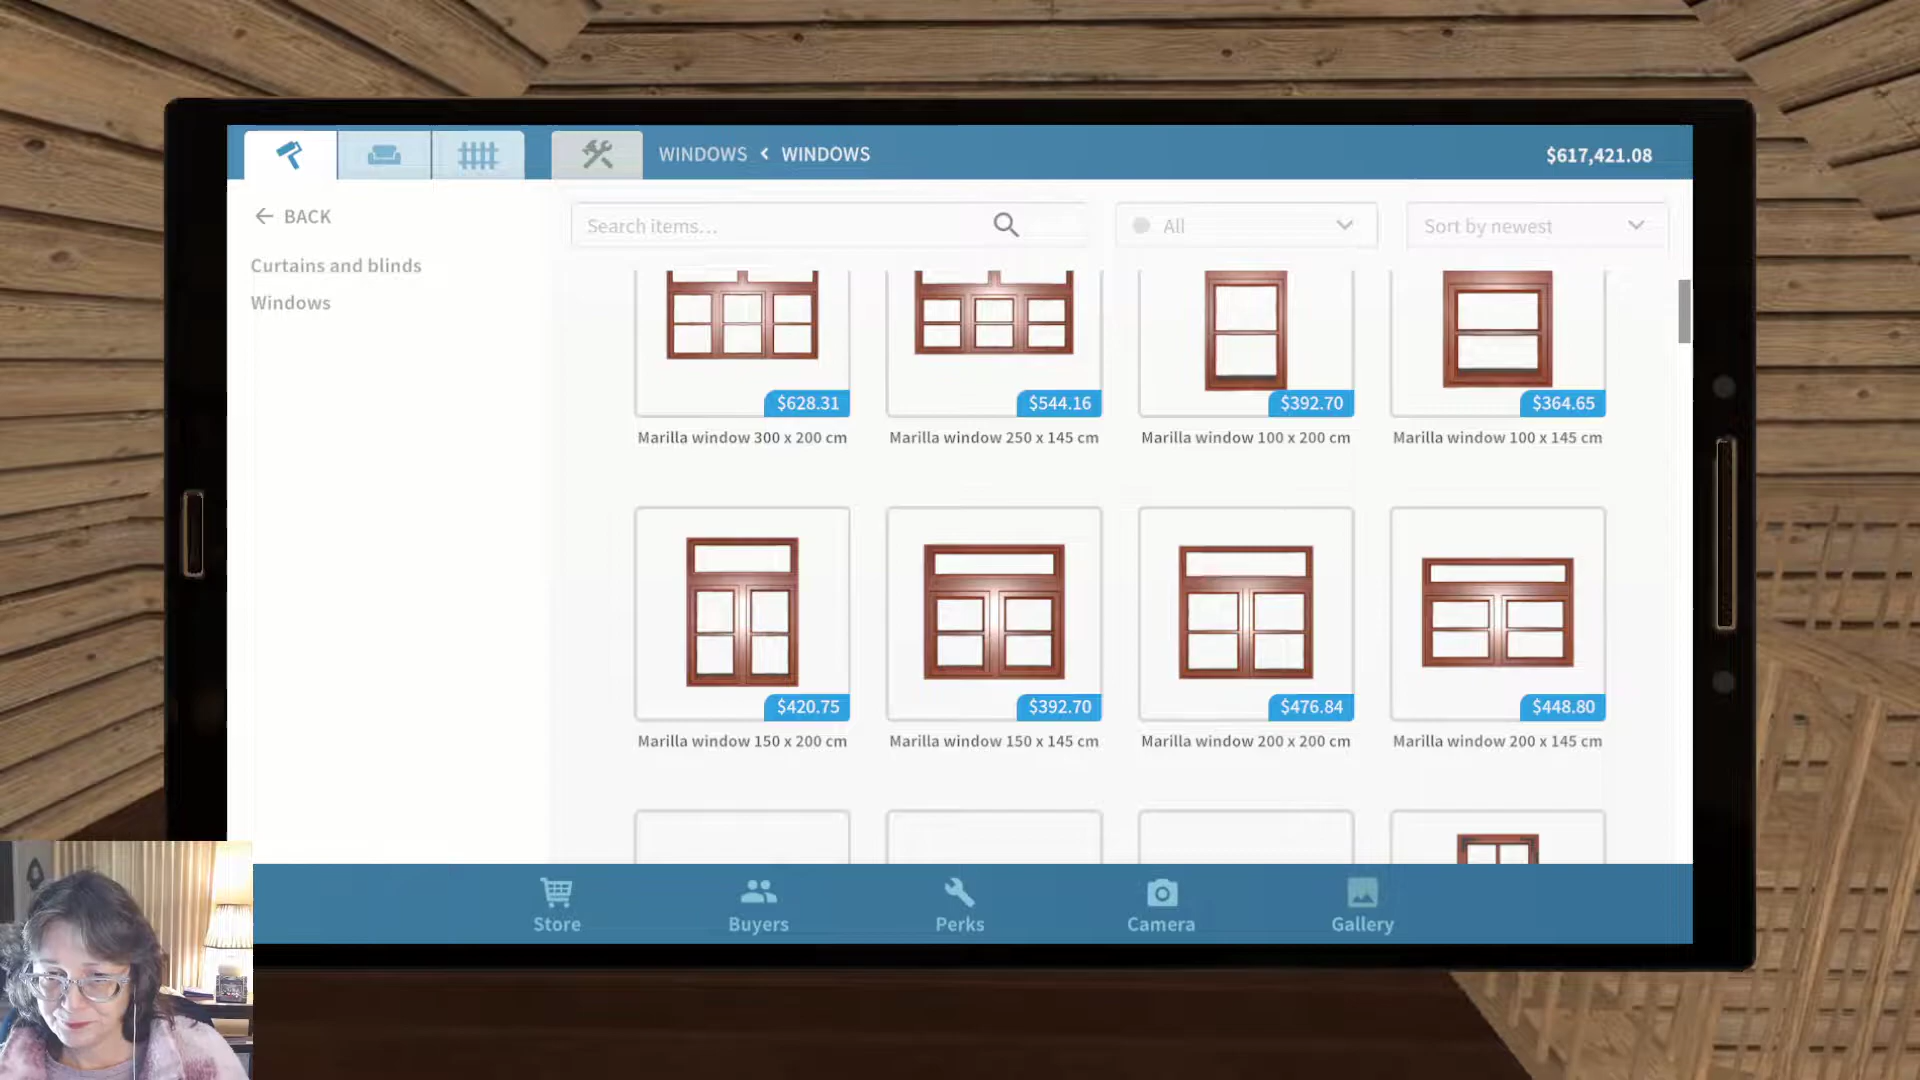 WINDOWS < WINDOWS
$617,421.08
BACK
Curtains and blinds
Windows
Search items...
All
Sort by newest
$628.31
$544.16
$392.70
$364.65
Marilla window 300 x 200 cm
Marilla window 250 x 145 cm
Marilla window 100 x 200 cm
Marilla window 100 x 145 cm
$420.75
$392.70
$476.84
$448.80
Marilla window 150 x 200 cm
Marilla window 150 x 145 cm
Marilla window 200 x 200 cm
Marilla window 200 x 145 cm
Store
Buyers
Perks
Camera
Gallery